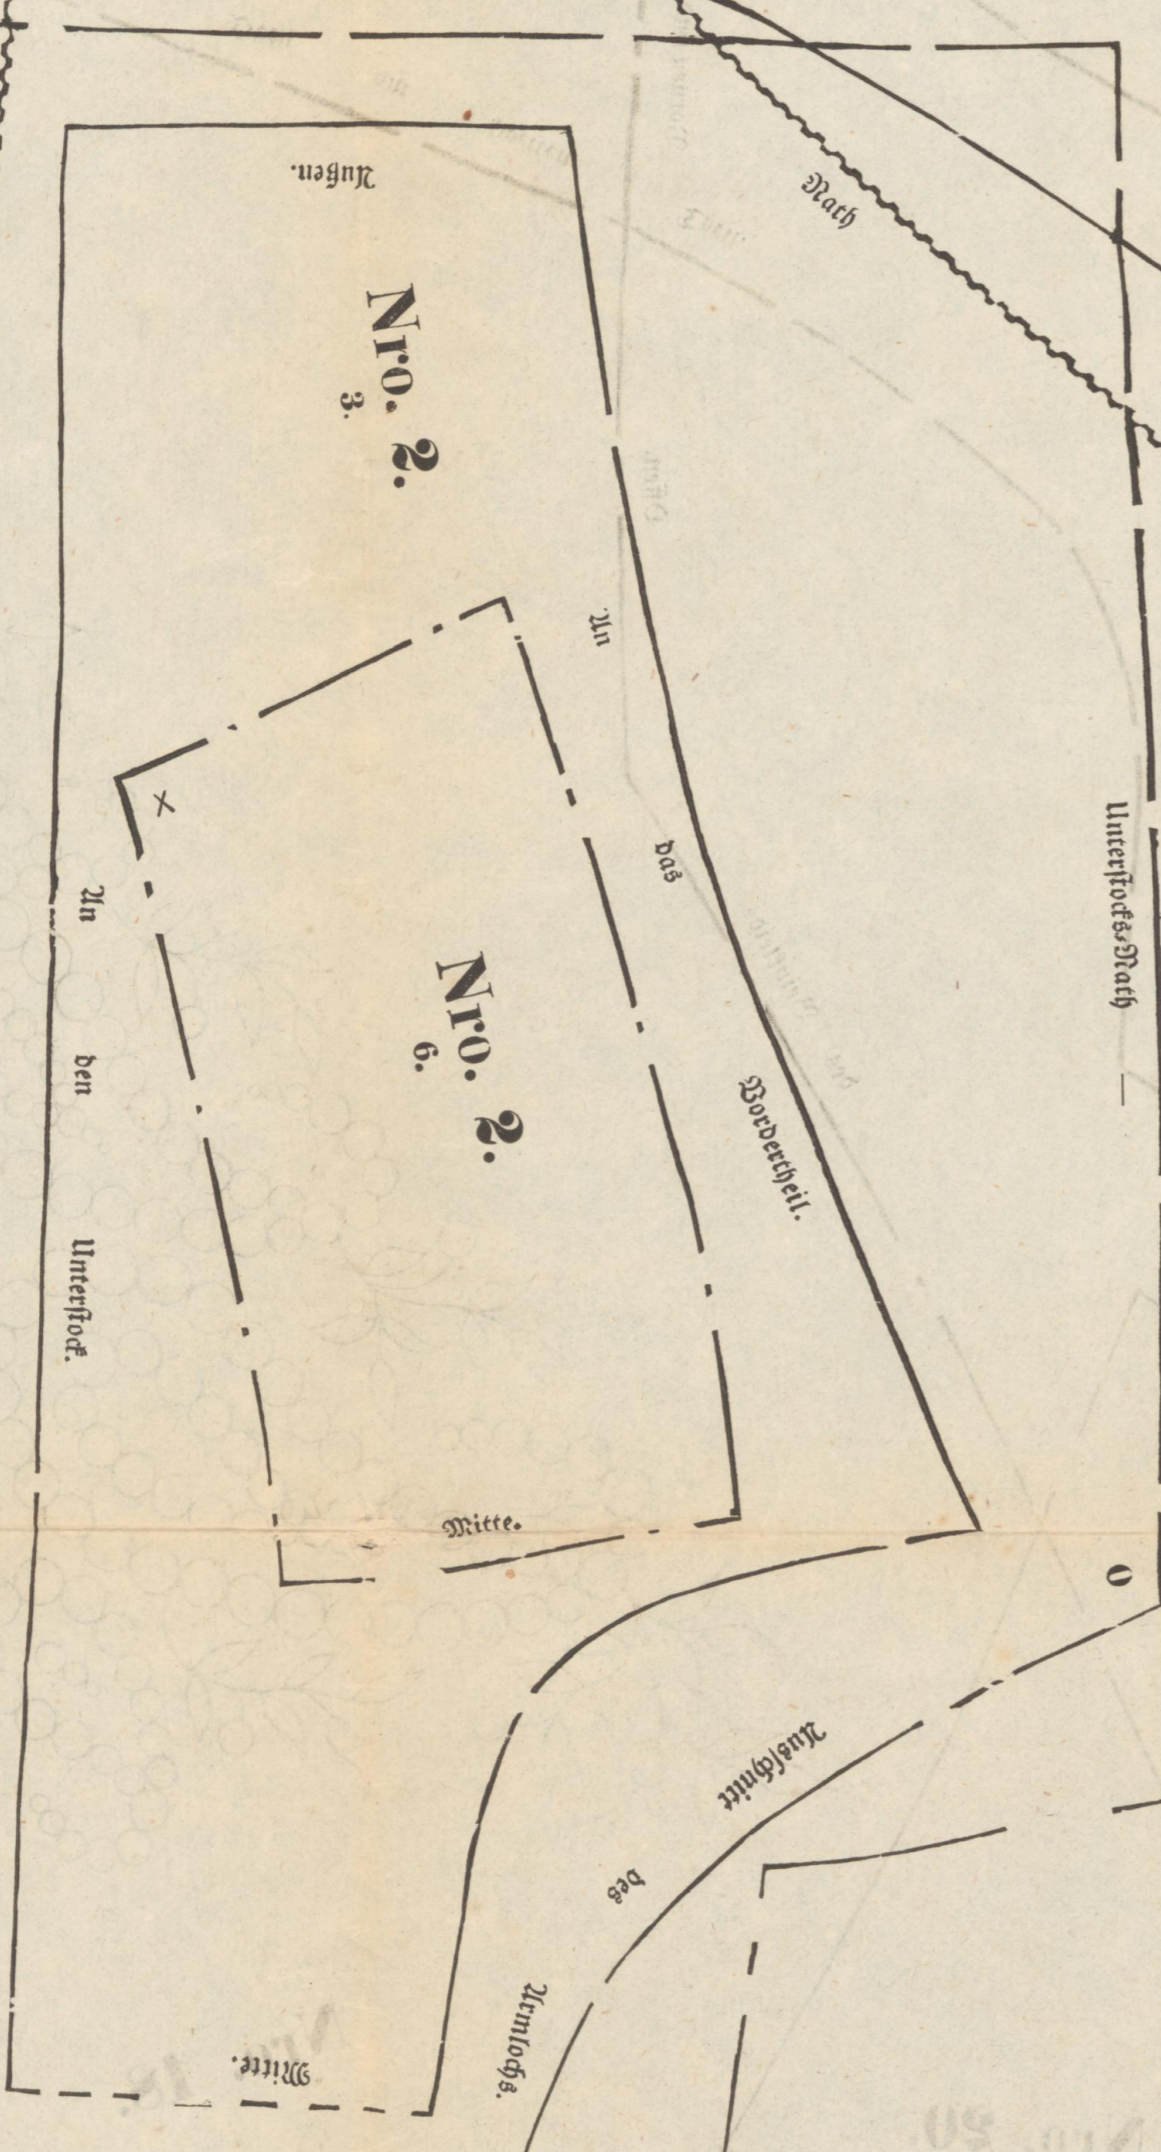 Außen.
Nath
Nro. 2.
3.
An das Vordertheil.
Unterstocks-Nath
An den Unterstock.
Nro. 2.
6.
Mitte.
0
Ausschnitt des Armlochs.
Mitte.